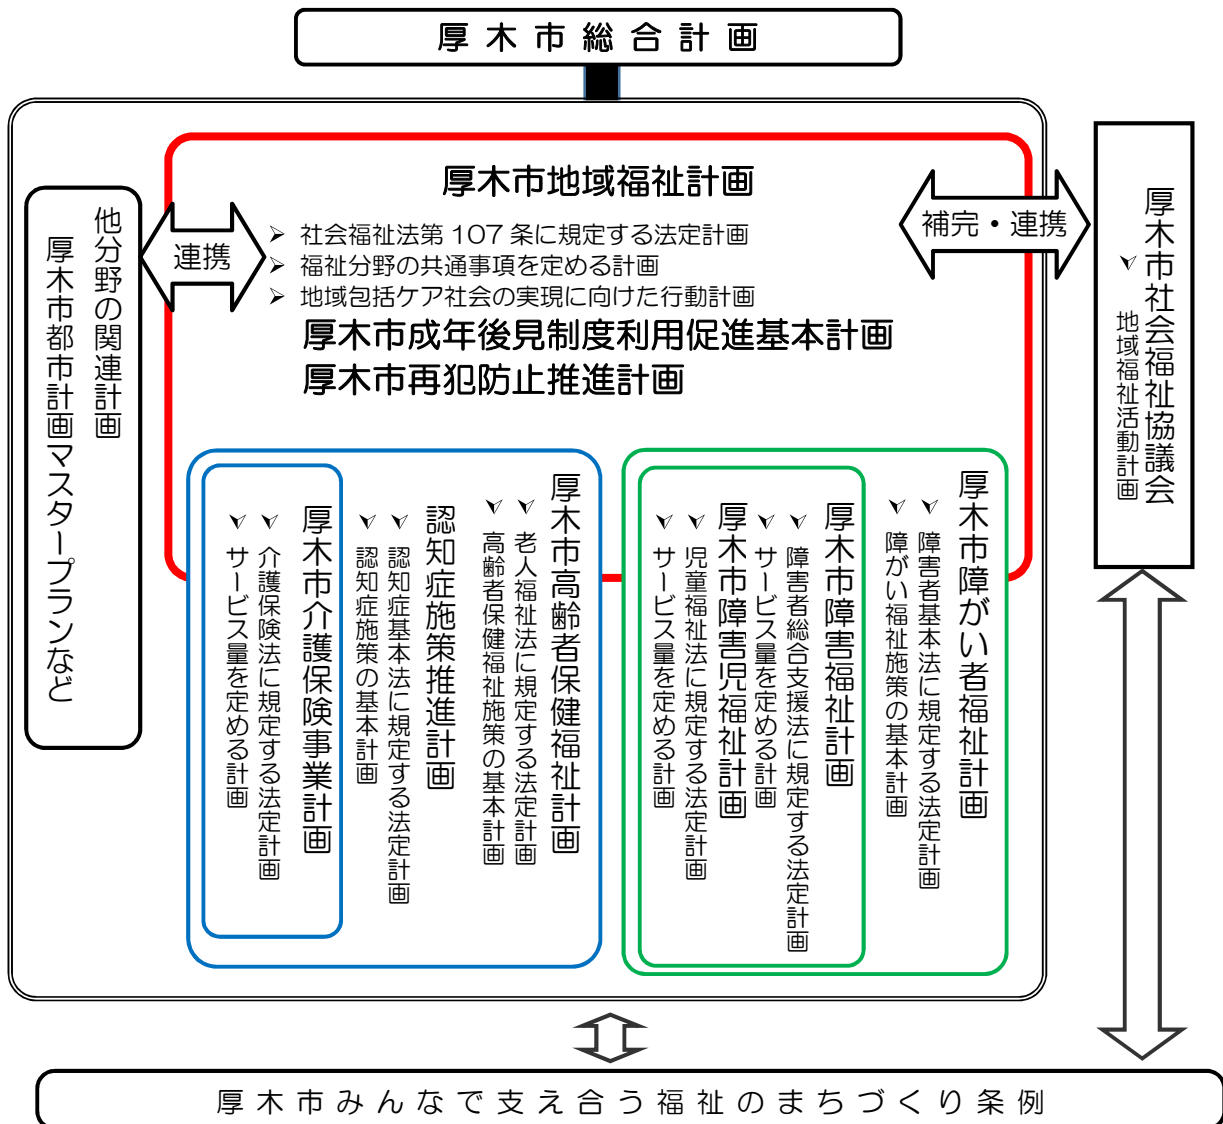 厚木市総合計画
厚木市地域福祉計画
➢ 社会福祉法第 107 条に規定する法定計画
➢ 福祉分野の共通事項を定める計画
➢ 地域包括ケア社会の実現に向けた行動計画
厚木市成年後見制度利用促進基本計画
厚木市再犯防止推進計画
連携
補完・連携
他分野の関連計画
厚木市都市計画マスタープランなど
厚木市社会福祉協議会
➢ 地域福祉活動計画
厚木市障がい者福祉計画
➢ 障害者基本法に規定する法定計画
➢ 障がい福祉施策の基本計画
厚木市障害福祉計画
➢ 障害者総合支援法に規定する法定計画
➢ サービス量を定める計画
厚木市障害児福祉計画
➢ 児童福祉法に規定する法定計画
➢ サービス量を定める計画
厚木市高齢者保健福祉計画
➢ 老人福祉法に規定する法定計画
➢ 高齢者保健福祉施策の基本計画
認知症施策推進計画
➢ 認知症基本法に規定する法定計画
➢ 認知症施策の基本計画
厚木市介護保険事業計画
➢ 介護保険法に規定する法定計画
➢ サービス量を定める計画
厚木市みんなで支え合う福祉のまちづくり条例